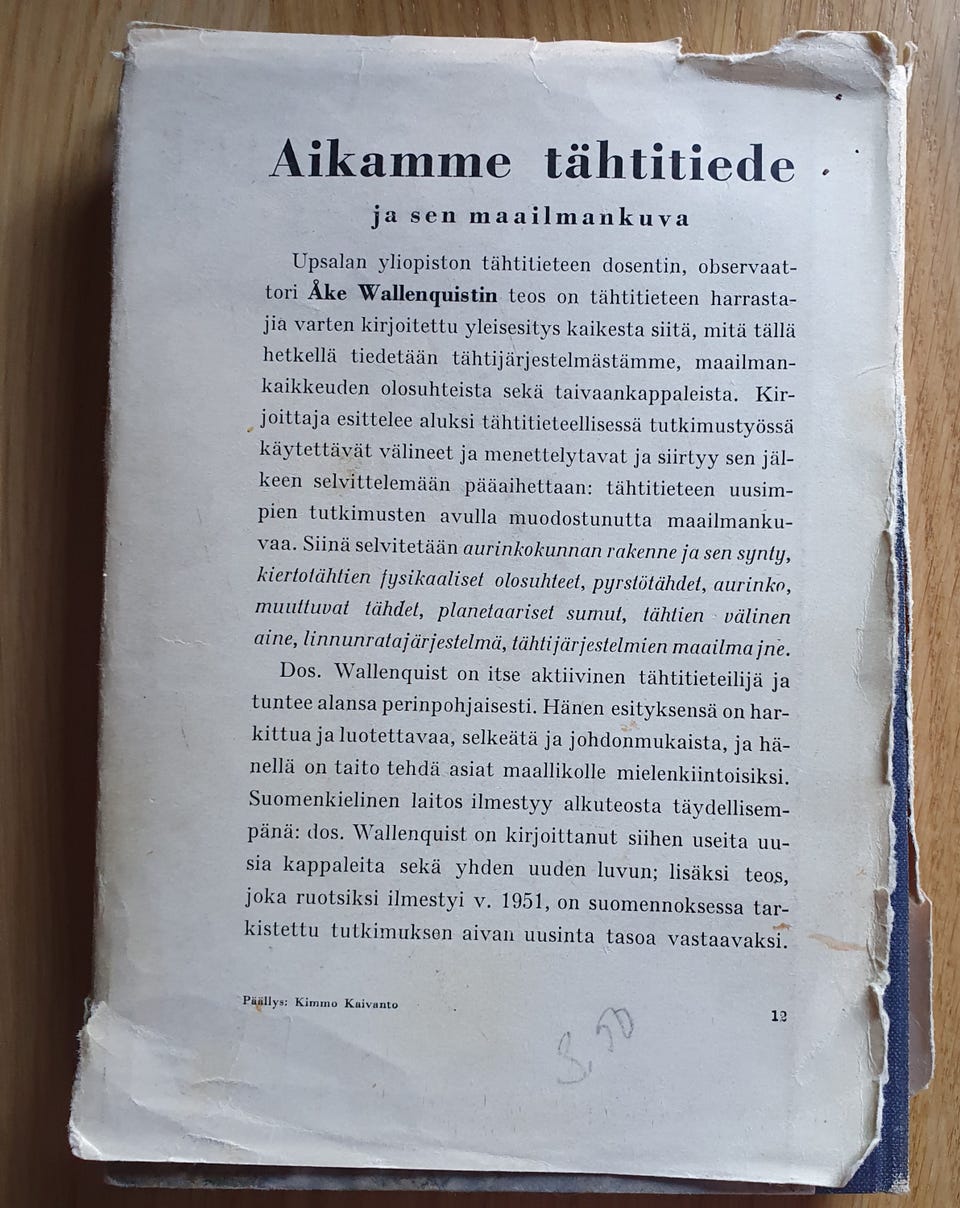 Aikamme tähtitiede
ja sen maailmankuva
Upsalan yliopiston tähtitieteen dosentin, observaat-
tori Åke Wallenquistin teos on tähtitieteen harrasta-
jia varten kirjoitettu yleisesitys kaikesta siitä, mitä tällä
hetkellä tiedetään tähtijärjestelmästämme, maailman-
kaikkeuden olosuhteista sekä taivaankappaleista. Kir-
joittaja esittelee aluksi tähtitieteellisessä tutkimustyössä
käytettävät välineet ja menettelytavat ja siirtyy sen jäl-
keen selvittelemään pääaihettaan: tähtitieteen uusim-
pien tutkimusten avulla muodostunutta maailmanku-
vaa. Siinä selvitetään aurinkokunnan rakenne ja sen synty,
kiertotähtien fysikaaliset olosuhteet, pyrstötähdet, aurinko,
muuttuvat tähdet, planetaariset sumut, tähtien välinen
aine, linnunratajärjestelmä, tähtijärjestelmien maailma jne.
Dos. Wallenquist on itse aktiivinen tähtitieteilijä ja
tuntee alansa perinpohjaisesti. Hänen esityksensä on har-
kittua ja luotettavaa, selkeätä ja johdonmukaista, ja hä-
nellä on taito tehdä asiat maallikolle mielenkiintoisiksi.
Suomenkielinen laitos ilmestyy alkuteosta täydellisem-
pänä: dos. Wallenquist on kirjoittanut siihen useita uu-
sia kappaleita sekä yhden uuden luvun; lisäksi teos,
joka ruotsiksi ilmestyi v. 1951, on suomennoksessa tar-
kistettu tutkimuksen aivan uusinta tasoa vastaavaksi.
Päällys: Kimmo Kaivanto
12